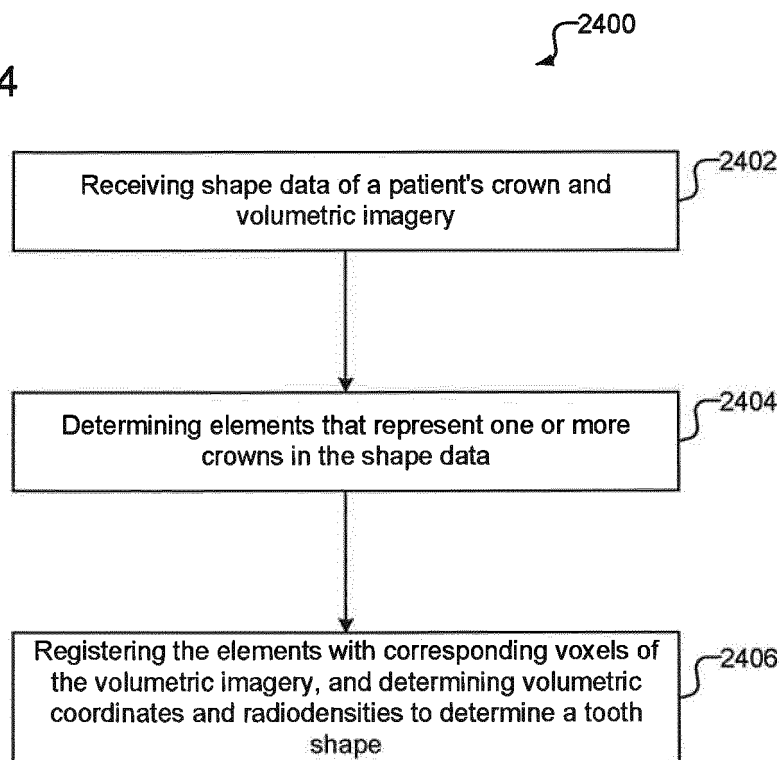 2400
4
2402
Receiving shape data of a patient's crown and
volumetric imagery
2404
Determining elements that represent one or more
crowns in the shape data
2406
Registering the elements with corresponding voxels of
the volumetric imagery, and determining volumetric
coordinates and radiodensities to determine a tooth
shape